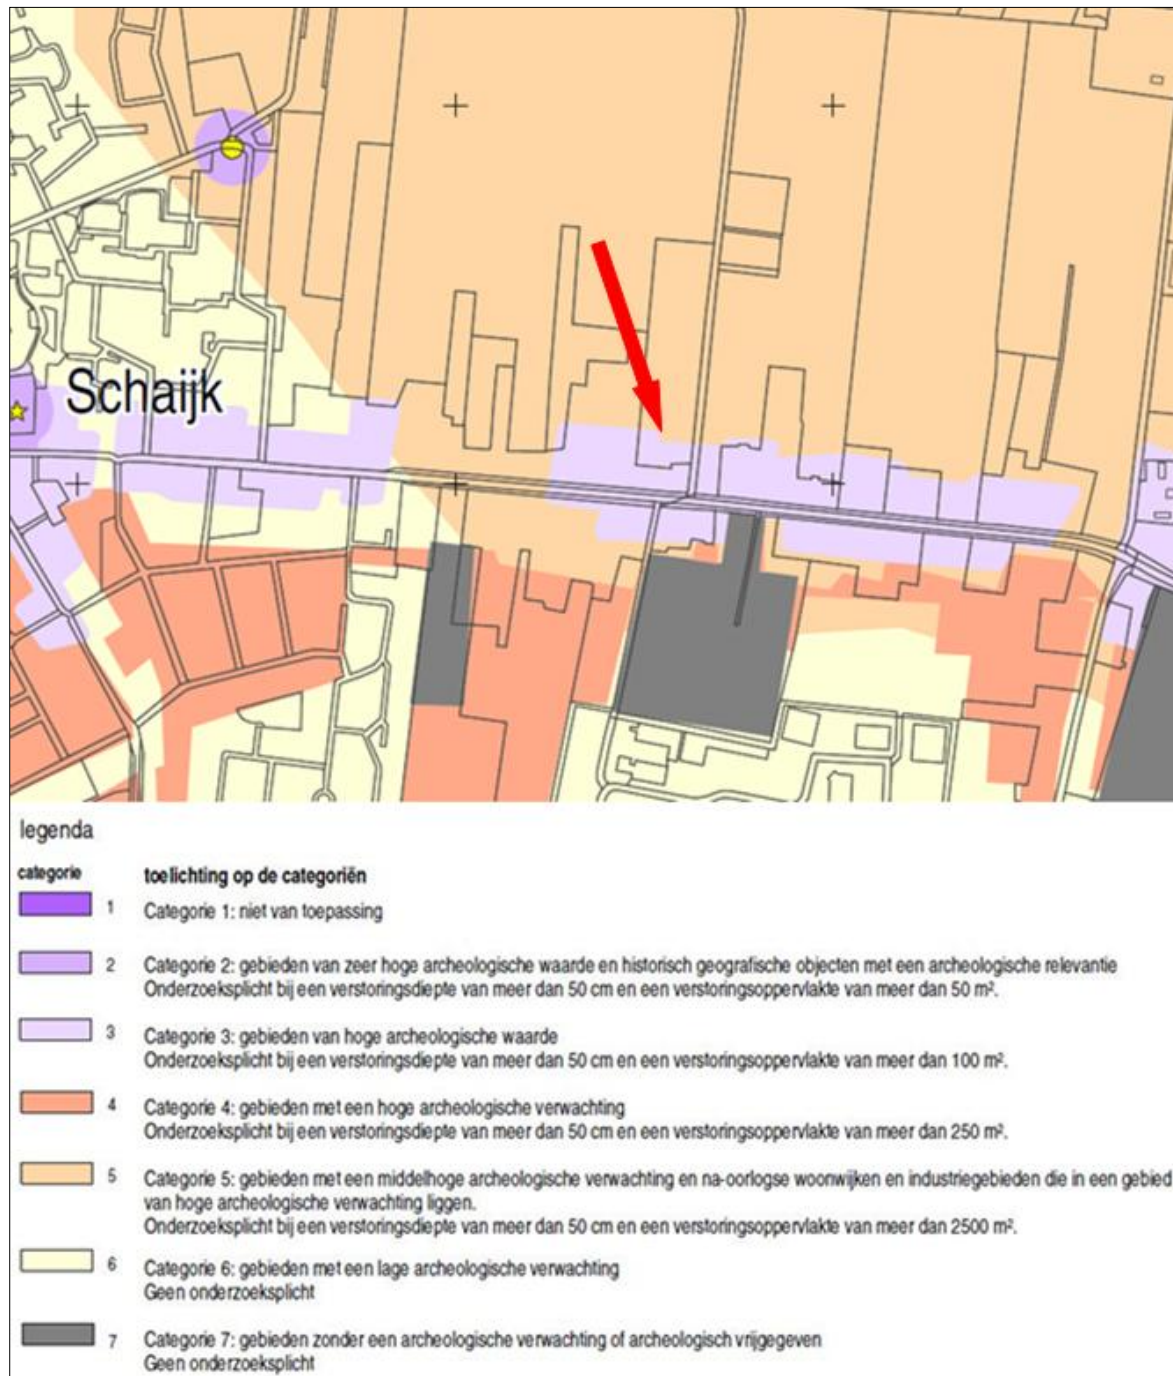 Schaijk
legenda
categorie toelichting op de categoriën
1 Categorie 1: niet van toepassing
2 Categorie 2: gebieden van zeer hoge archeologische waarde en historisch geografische objecten met een archeologische relevantie
Onderzoeksplicht bij een verstoringsdiepte van meer dan 50 cm en een verstoringsoppervlakte van meer dan 50 m².
3 Categorie 3: gebieden van hoge archeologische waarde
Onderzoeksplicht bij een verstoringsdiepte van meer dan 50 cm en een verstoringsoppervlakte van meer dan 100 m².
4 Categorie 4: gebieden met een hoge archeologische verwachting
Onderzoeksplicht bij een verstoringsdiepte van meer dan 50 cm en een verstoringsoppervlakte van meer dan 250 m².
5 Categorie 5: gebieden met een middelhoge archeologische verwachting en na-oorlogse woonwijken en industriegebieden die in een gebied
van hoge archeologische verwachting liggen.
Onderzoeksplicht bij een verstoringsdiepte van meer dan 50 cm en een verstoringsoppervlakte van meer dan 2500 m².
6 Categorie 6: gebieden met een lage archeologische verwachting
Geen onderzoeksplicht
7 Categorie 7: gebieden zonder een archeologische verwachting of archeologisch vrijgegeven
Geen onderzoeksplicht